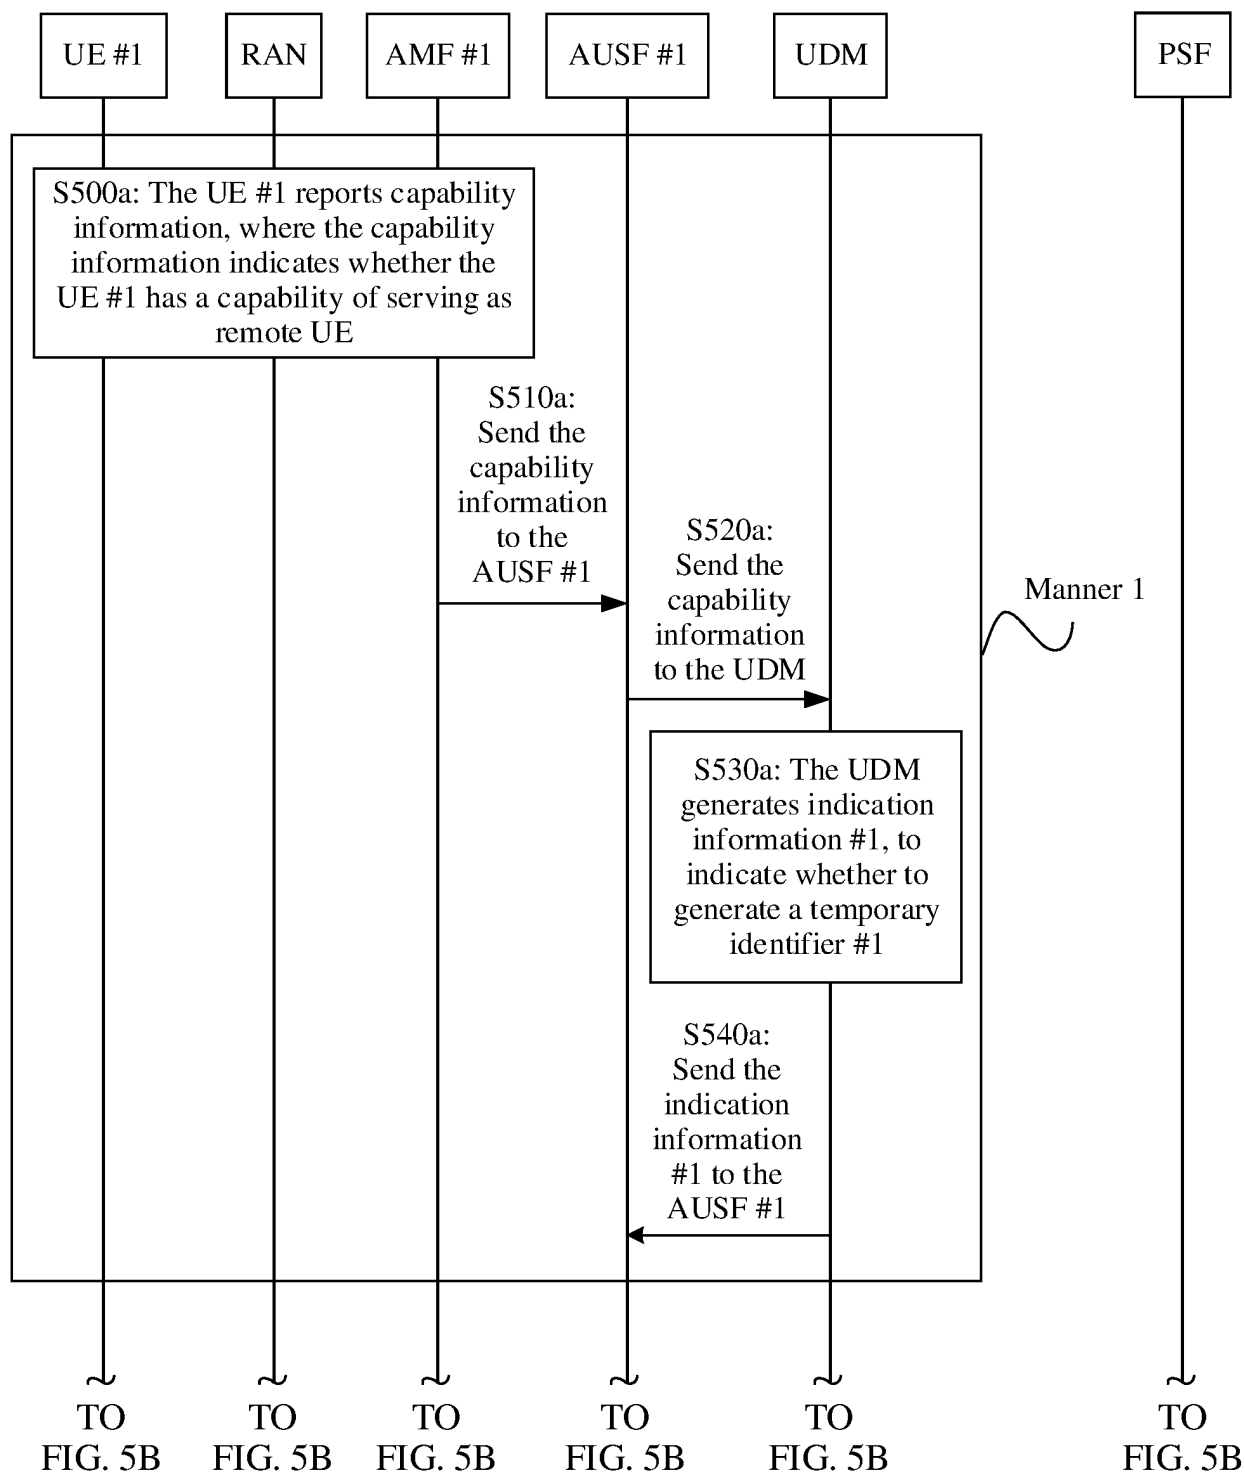 UE #1
RAN
AMF #1
AUSF #1
UDM
PSF
S500a: The UE #1 reports capability
information, where the capability
information indicates whether the
UE #1 has a capability of serving as
remote UE
S510a:
Send the
capability
information
to the
AUSF #1
S520a:
Send the
capability
information
to the UDM
Manner 1
S530a: The UDM
generates indication
information #1, to
indicate whether to
generate a temporary
identifier #1
S540a:
Send the
indication
information
#1 to the
AUSF #1
TO
FIG. 5B
TO
FIG. 5B
TO
FIG. 5B
TO
FIG. 5B
TO
FIG. 5B
TO
FIG. 5B